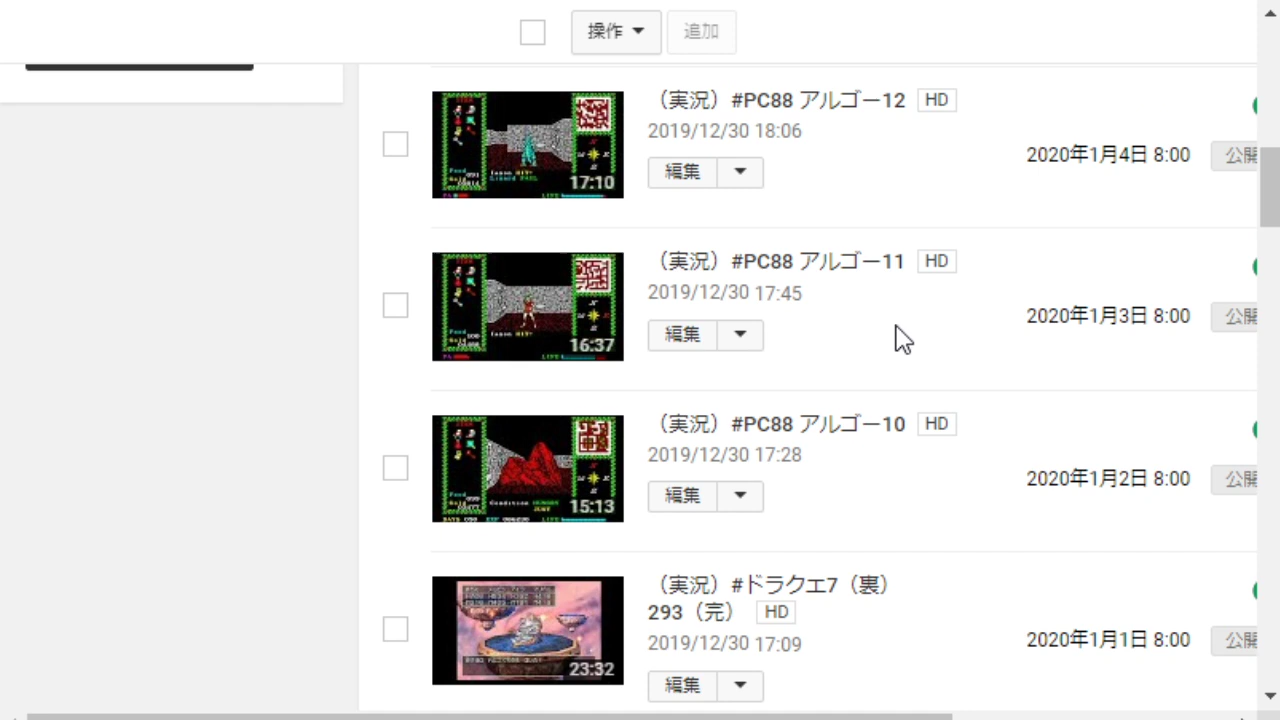 操作
追加
（実況）#PC88 アルゴー12 HD
2019/12/30 18:06
編集
17:10
2020年1月4日 8:00
公開
（実況）#PC88 アルゴー11 HD
2019/12/30 17:45
編集
16:37
2020年1月3日 8:00
公開
（実況）#PC88 アルゴー10 HD
2019/12/30 17:28
編集
15:13
2020年1月2日 8:00
公開
（実況）#ドラクエ7（裏）
293（完） HD
2019/12/30 17:09
編集
23:32
2020年1月1日 8:00
公開